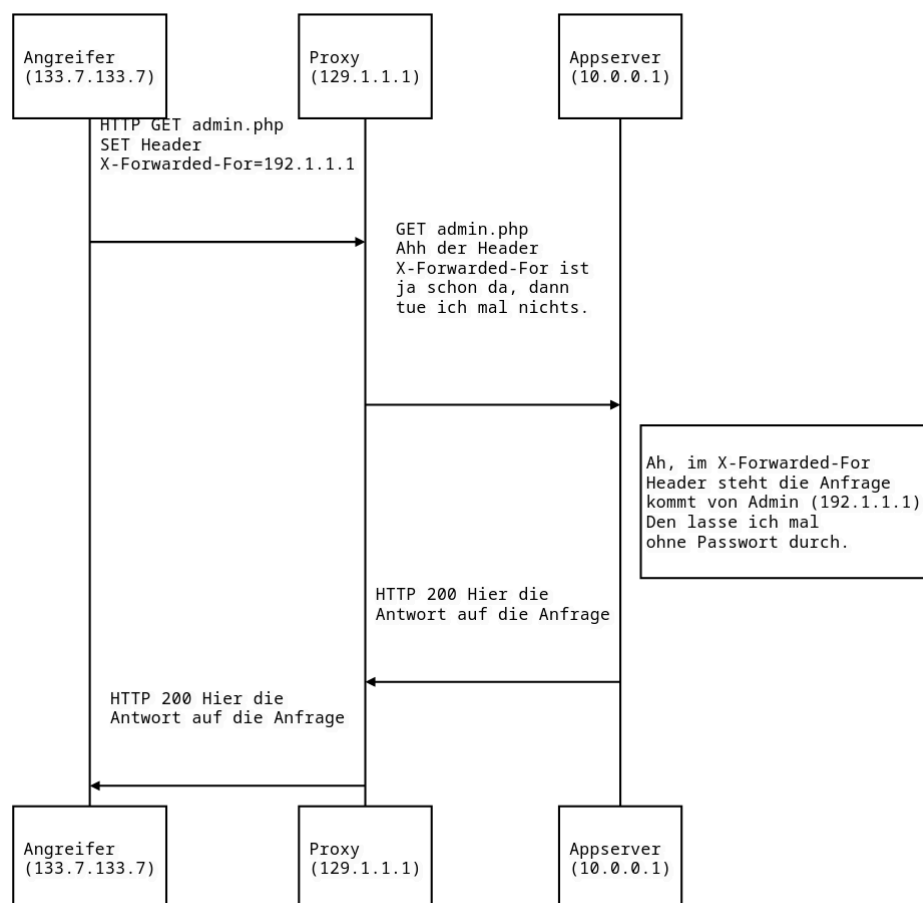 Angreifer
(133.7.133.7)
Proxy
(129.1.1.1)
Appserver
(10.0.0.1)
HTTP GET admin.php
SET Header
X-Forwarded-For=192.1.1.1
GET admin.php
Ahh der Header
X-Forwarded-For ist
ja schon da, dann
tue ich mal nichts.
Ah, im X-Forwarded-For
Header steht die Anfrage
kommt von Admin (192.1.1.1)
Den lasse ich mal
ohne Passwort durch.
HTTP 200 Hier die
Antwort auf die Anfrage
HTTP 200 Hier die
Antwort auf die Anfrage
Angreifer
(133.7.133.7)
Proxy
(129.1.1.1)
Appserver
(10.0.0.1)